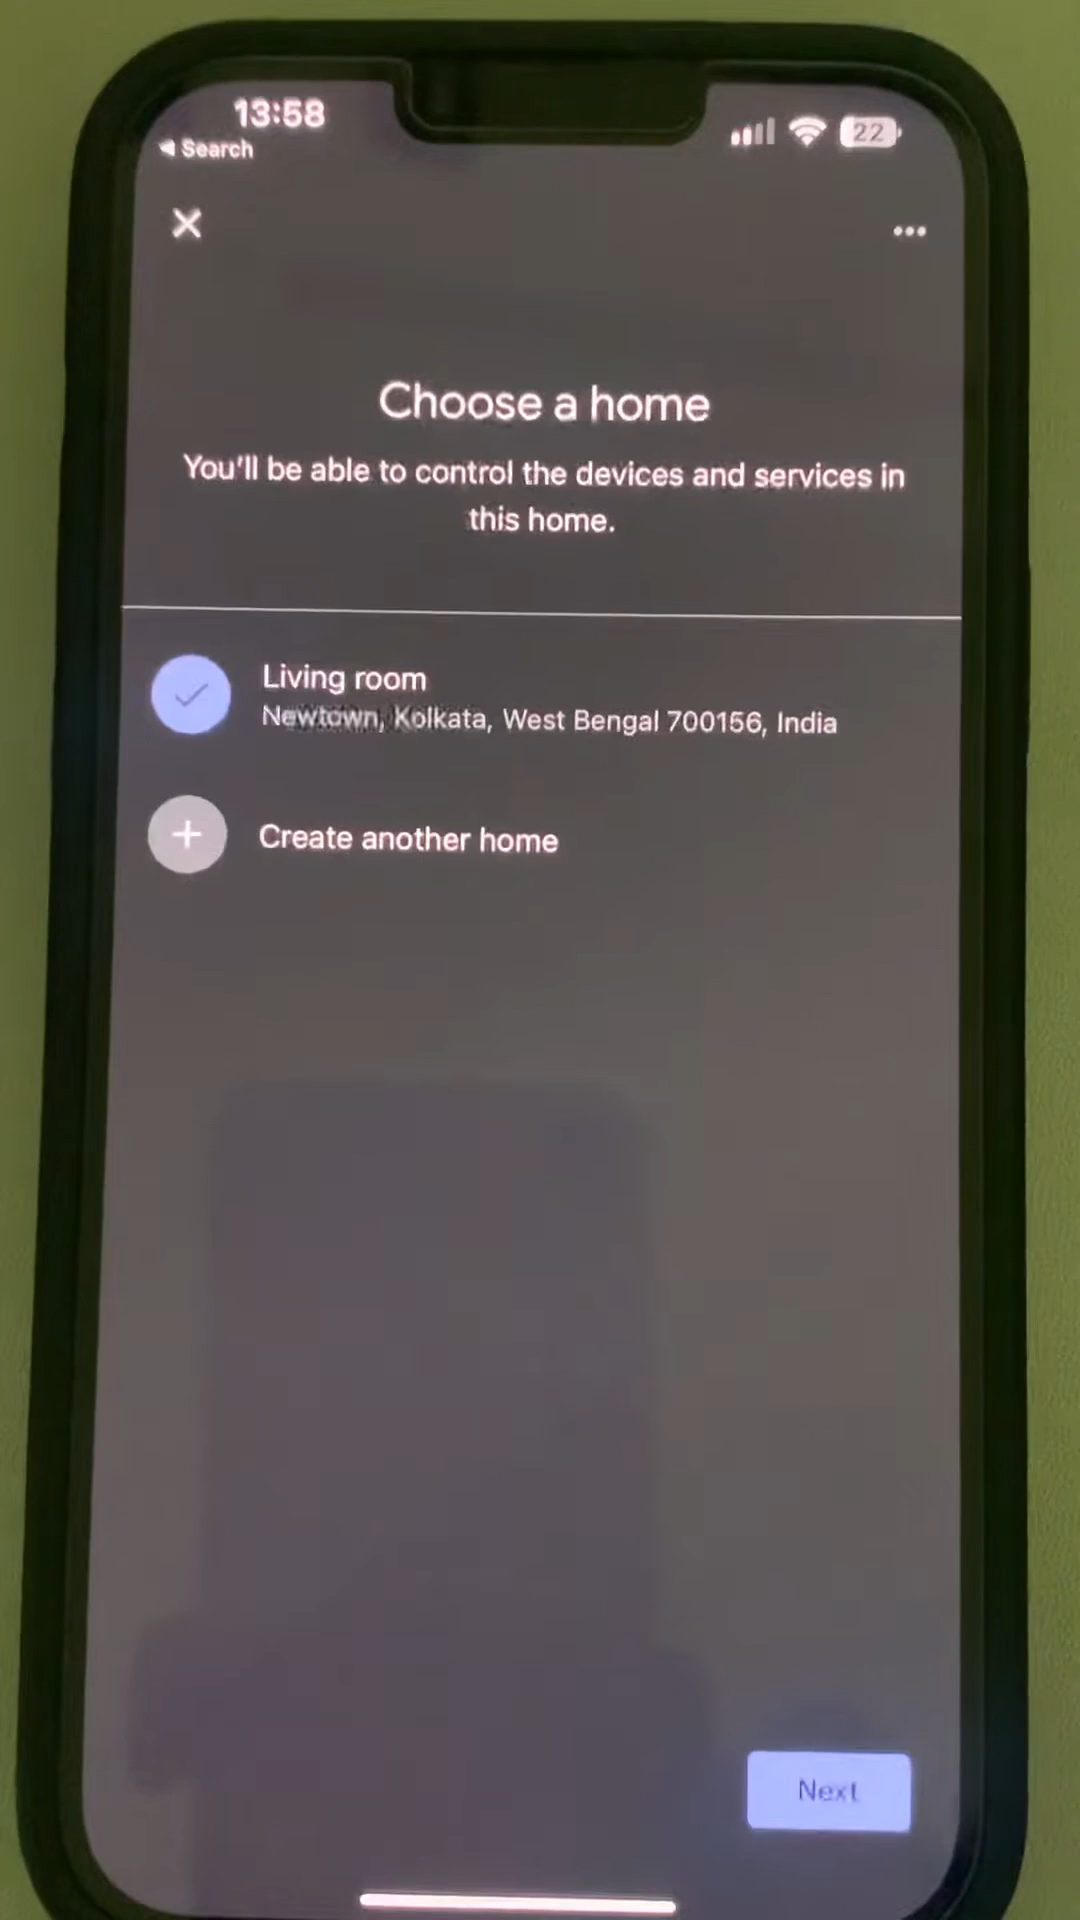 13:58
Search
22
Choose a home
You'll be able to control the devices and services in
this home.
Living room
Newtown, Kolkata, West Bengal 700156, India
Create another home
Next